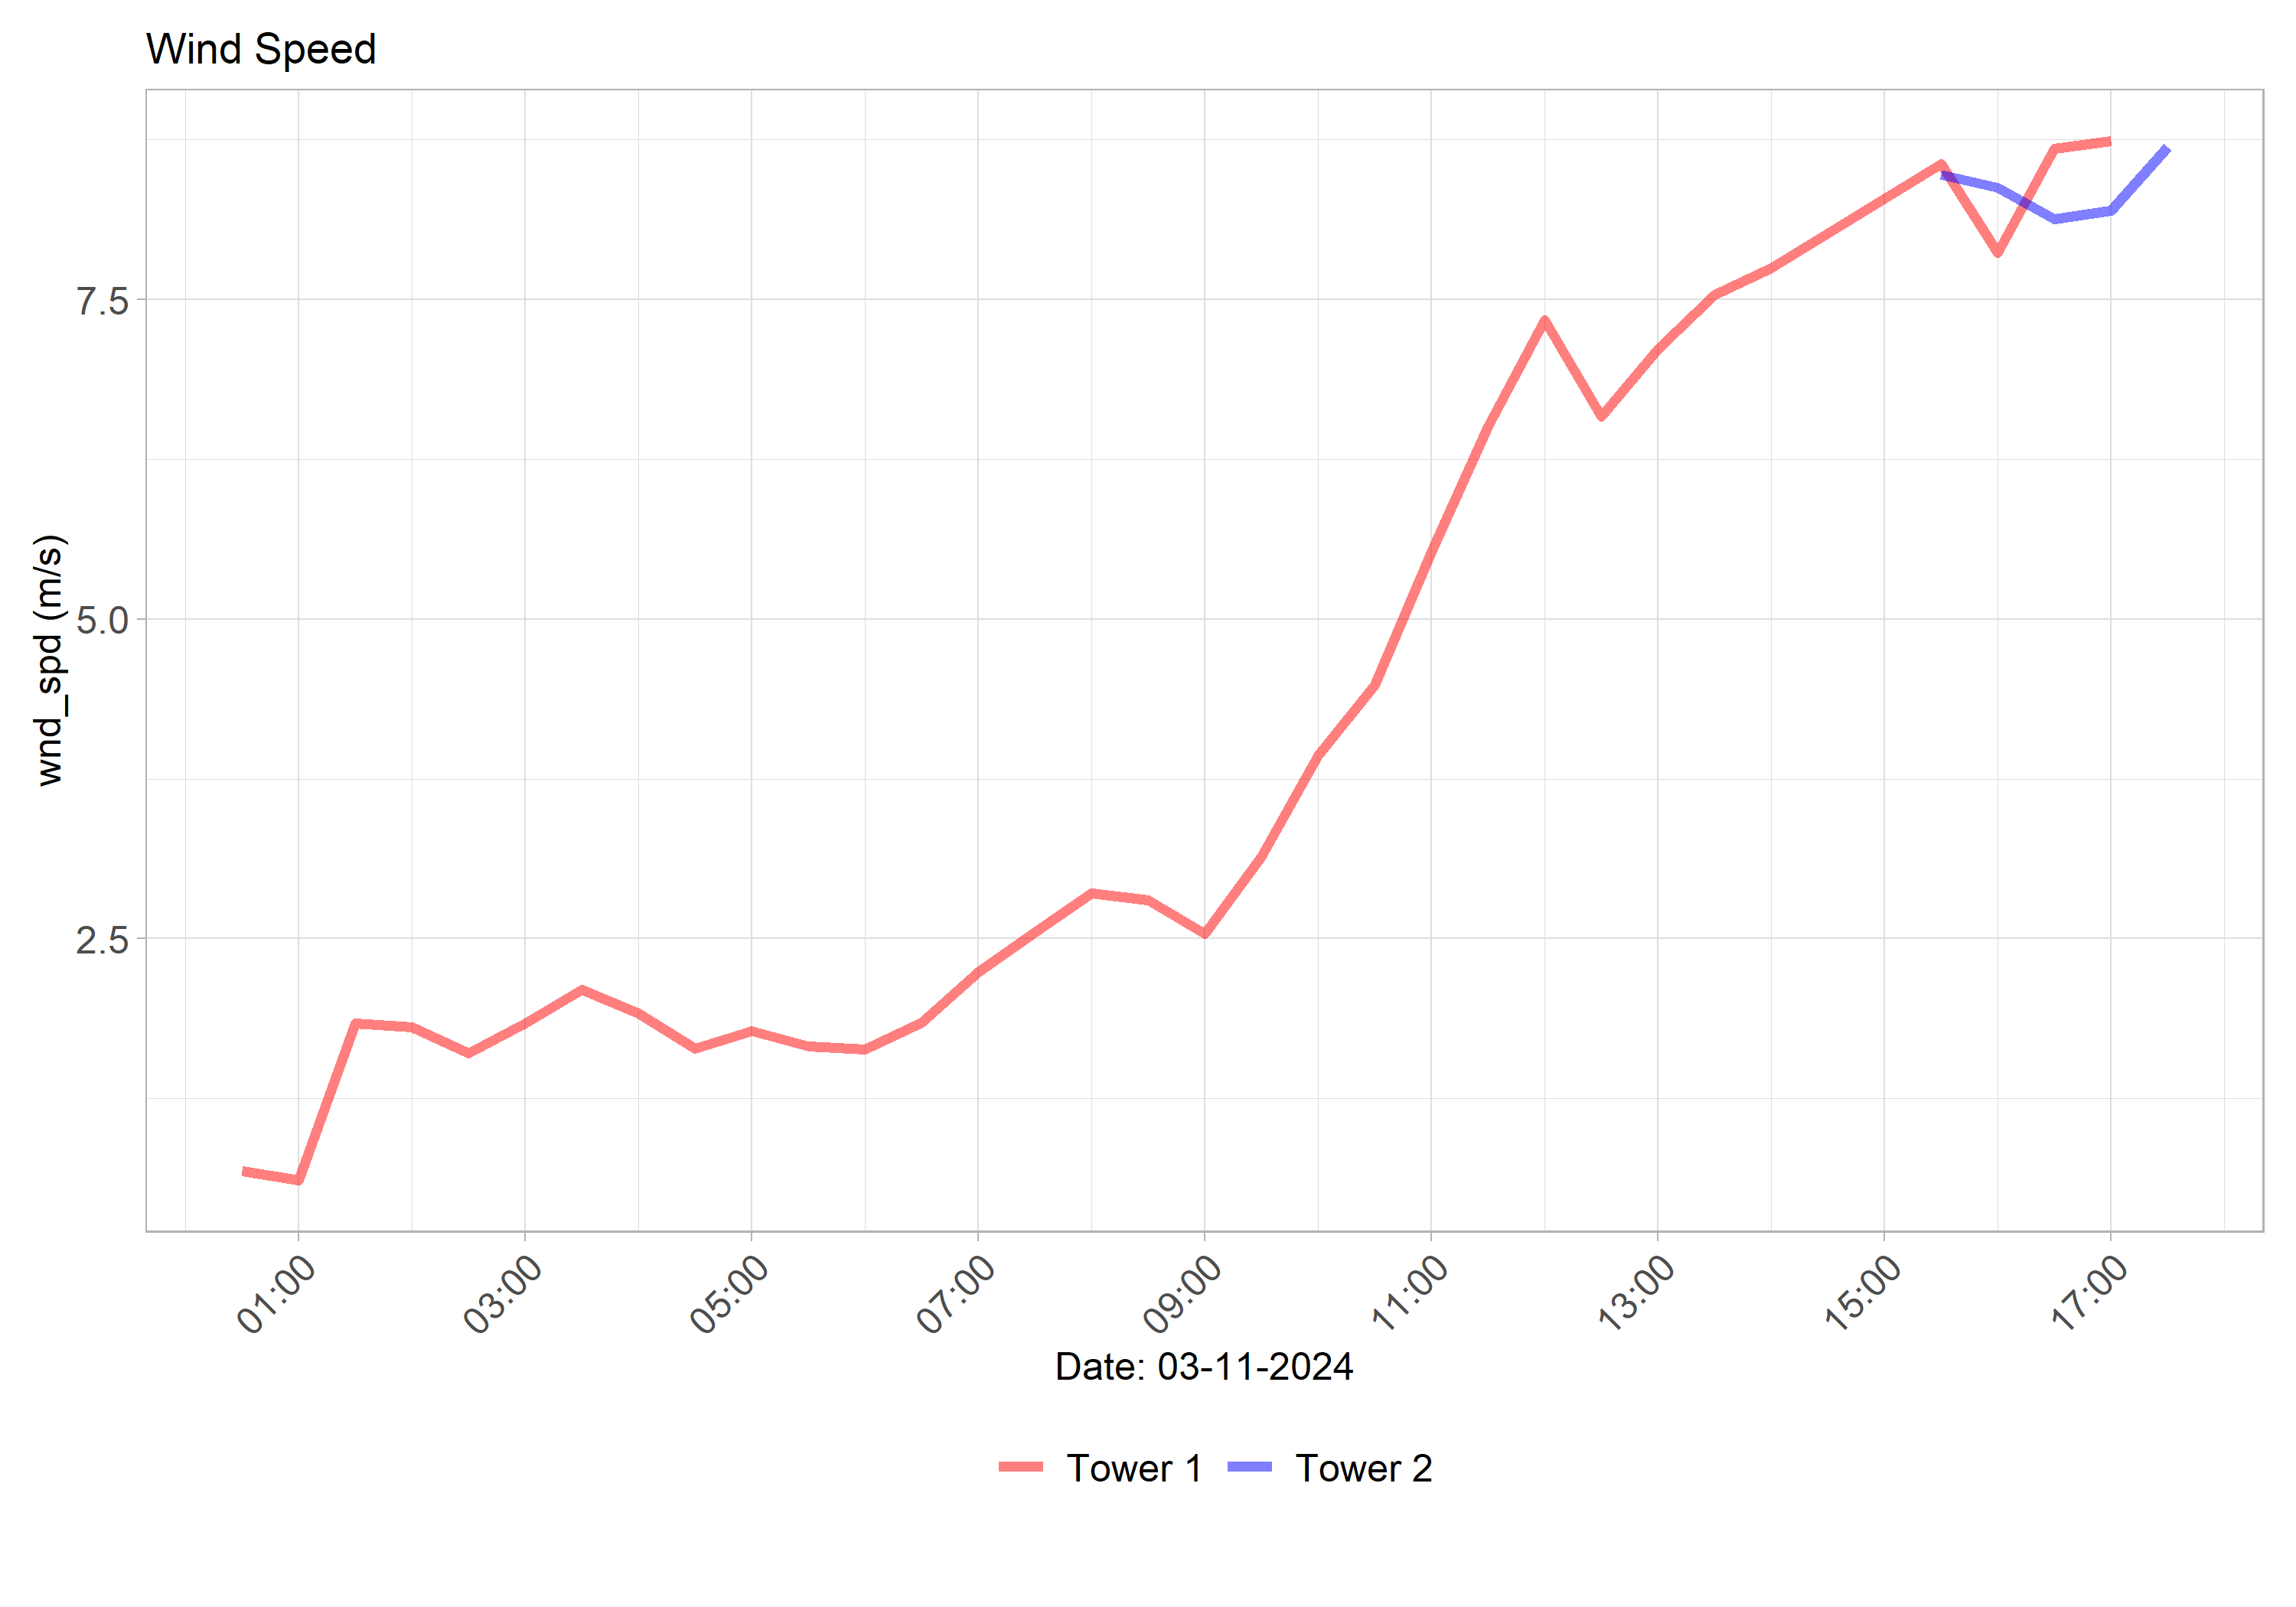 Wind Speed
wnd_spd (m/s)
7.5
5.0
2.5
01:00 03:00 05:00 07:00 09:00 11:00 13:00 15:00 17:00
Date: 03-11-2024
Tower 1 Tower 2